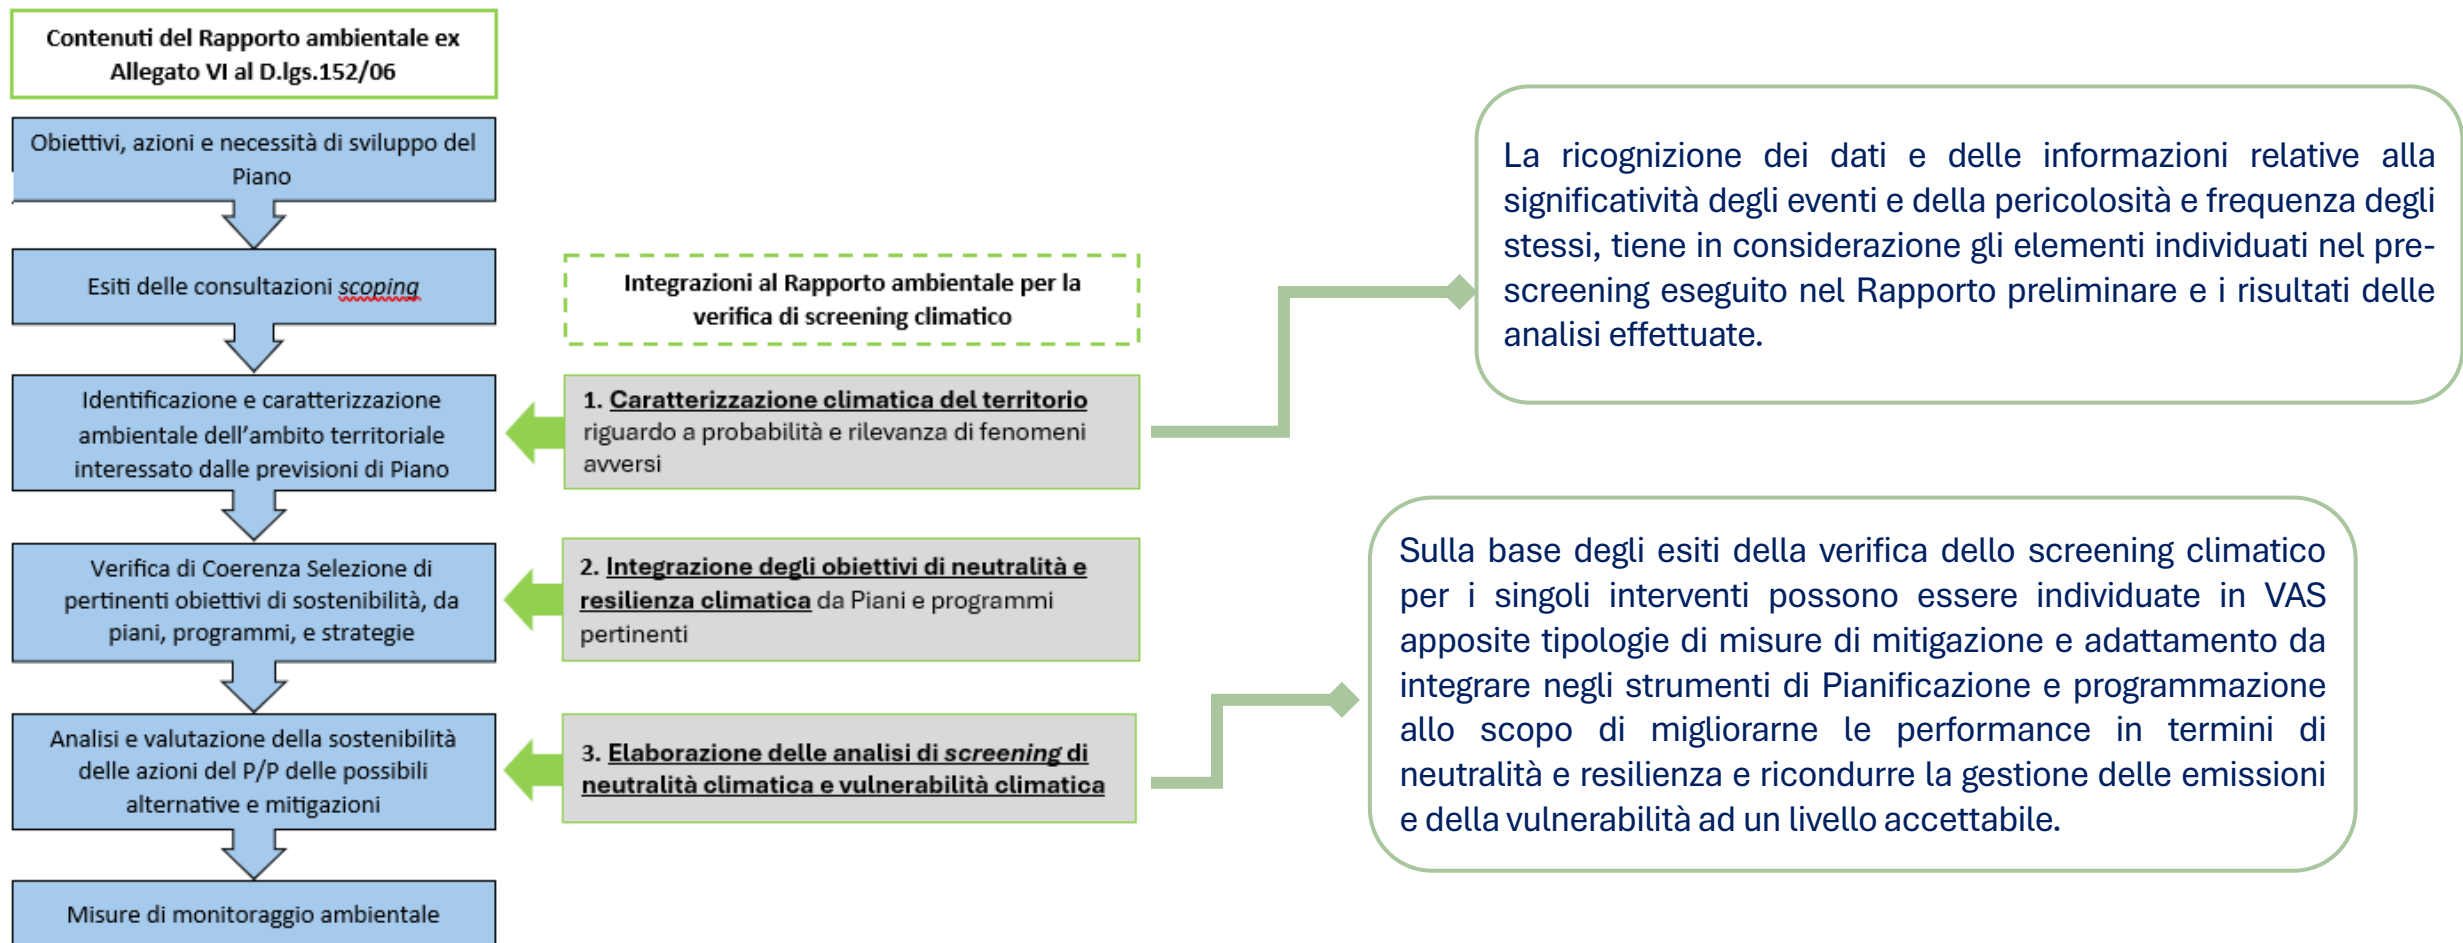 Contenuti del Rapporto ambientale ex
Allegato VI al D.lgs.152/06
Obiettivi, azioni e necessità di sviluppo del
Piano
Esiti delle consultazioni scoping
Identificazione e caratterizzazione
ambientale dell'ambito territoriale
interessato dalle previsioni di Piano
Verifica di Coerenza Selezione di
pertinenti obiettivi di sostenibilità, da
piani, programmi, e strategie
Analisi e valutazione della sostenibilità
delle azioni del P/P delle possibili
alternative e mitigazioni
Misure di monitoraggio ambientale
Integrazioni al Rapporto ambientale per la
verifica di screening climatico
1. Caratterizzazione climatica del territorio
riguardo a probabilità e rilevanza di fenomeni
avversi
2. Integrazione degli obiettivi di neutralità e
resilienza climatica da Piani e programmi
pertinenti
3. Elaborazione delle analisi di screening di
neutralità climatica e vulnerabilità climatica
La ricognizione dei dati e delle informazioni relative alla
significatività degli eventi e della pericolosità e frequenza degli
stessi, tiene in considerazione gli elementi individuati nel pre-
screening eseguito nel Rapporto preliminare e i risultati delle
analisi effettuate.
Sulla base degli esiti della verifica dello screening climatico
per i singoli interventi possono essere individuate in VAS
apposite tipologie di misure di mitigazione e adattamento da
integrare negli strumenti di Pianificazione e programmazione
allo scopo di migliorarne le performance in termini di
neutralità e resilienza e ricondurre la gestione delle emissioni
e della vulnerabilità ad un livello accettabile.